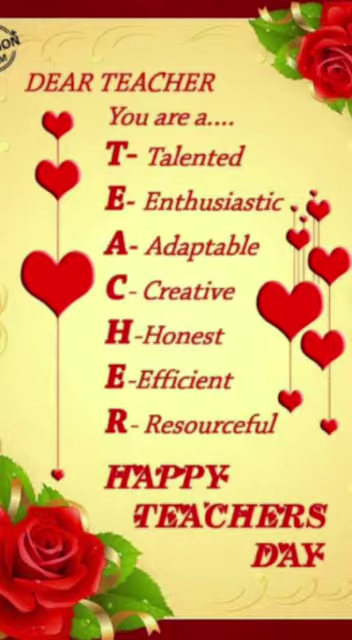 DEAR TEACHER
You are a....
T- Talented
E- Enthusiastic
A- Adaptable
C- Creative
H-Honest
E-Efficient
R- Resourceful
HAPPY
TEACHERS
DAY